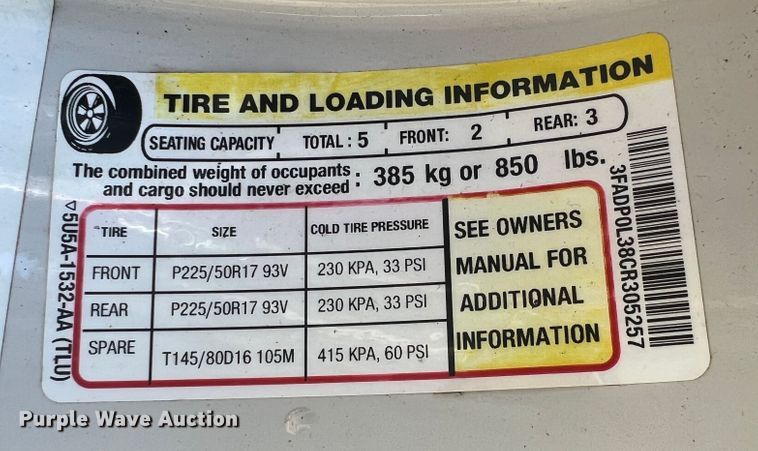 TIRE AND LOADING INFORMATION
SEATING CAPACITY TOTAL : 5 FRONT: 2 REAR: 3
The combined weight of occupants and cargo should never exceed : 385 kg or 850 lbs.
TIRE SIZE COLD TIRE PRESSURE
FRONT P225/50R17 93V 230 KPA, 33 PSI
REAR P225/50R17 93V 230 KPA, 33 PSI
SPARE T145/80D16 105M 415 KPA, 60 PSI
SEE OWNERS
MANUAL FOR
ADDITIONAL
INFORMATION
3FADP0L38CR305257
5U5A-1532-AA (TLU)
Purple Wave Auction